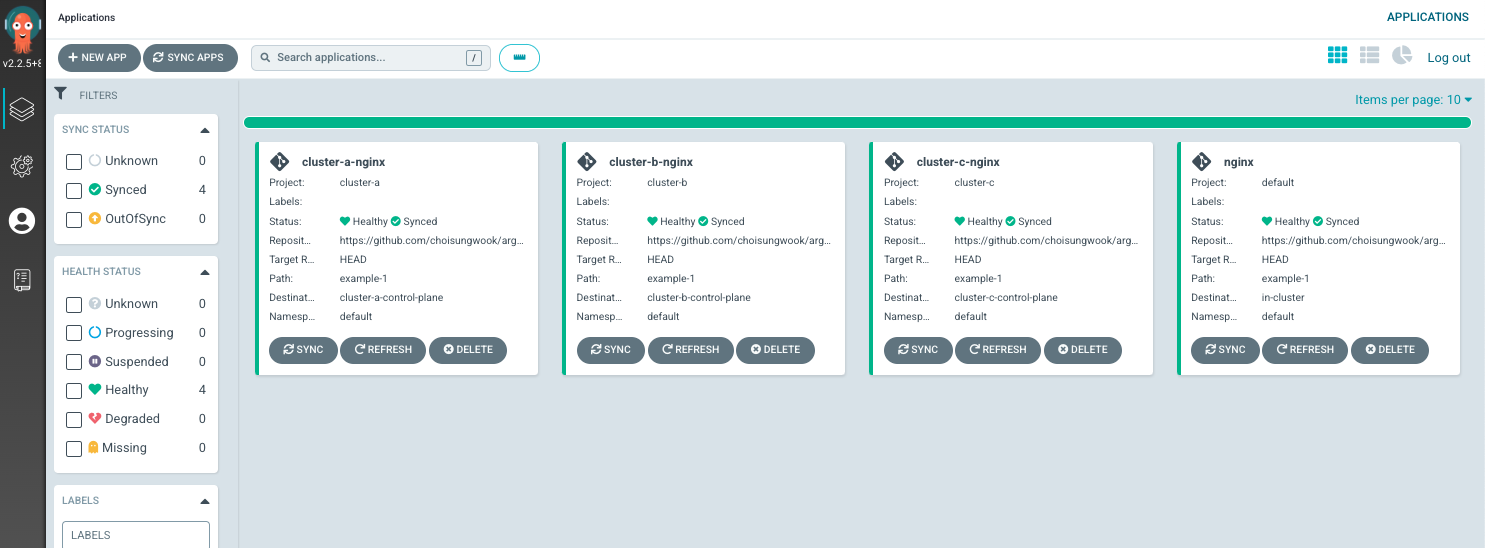 Applications
APPLICATIONS
v2.2.5+8
NEW APP
SYNC APPS
Search applications...
/
Log out
FILTERS
SYNC STATUS
Unknown 0
Synced 4
OutOfSync 0
HEALTH STATUS
Unknown 0
Progressing 0
Suspended 0
Healthy 4
Degraded 0
Missing 0
LABELS
LABELS
Items per page: 10
cluster-a-nginx
Project: cluster-a
Labels:
Status: Healthy Synced
Reposit... https://github.com/choisungwook/arg...
Target R... HEAD
Path: example-1
Destinat... cluster-a-control-plane
Namesp... default
SYNC REFRESH DELETE
cluster-b-nginx
Project: cluster-b
Labels:
Status: Healthy Synced
Reposit... https://github.com/choisungwook/arg...
Target R... HEAD
Path: example-1
Destinat... cluster-b-control-plane
Namesp... default
SYNC REFRESH DELETE
cluster-c-nginx
Project: cluster-c
Labels:
Status: Healthy Synced
Reposit... https://github.com/choisungwook/arg...
Target R... HEAD
Path: example-1
Destinat... cluster-c-control-plane
Namesp... default
SYNC REFRESH DELETE
nginx
Project: default
Labels:
Status: Healthy Synced
Reposit... https://github.com/choisungwook/arg...
Target R... HEAD
Path: example-1
Destinat... in-cluster
Namesp... default
SYNC REFRESH DELETE